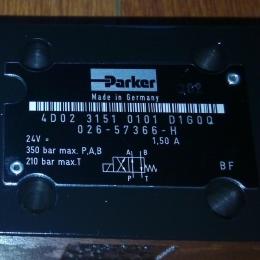 Parker
Made in Germany
4D02 3151 0101 D1G0Q
026-57366-H
24V = 1,50 A
350 bar max. P,A,B
210 bar max.T
A B
P T
B F